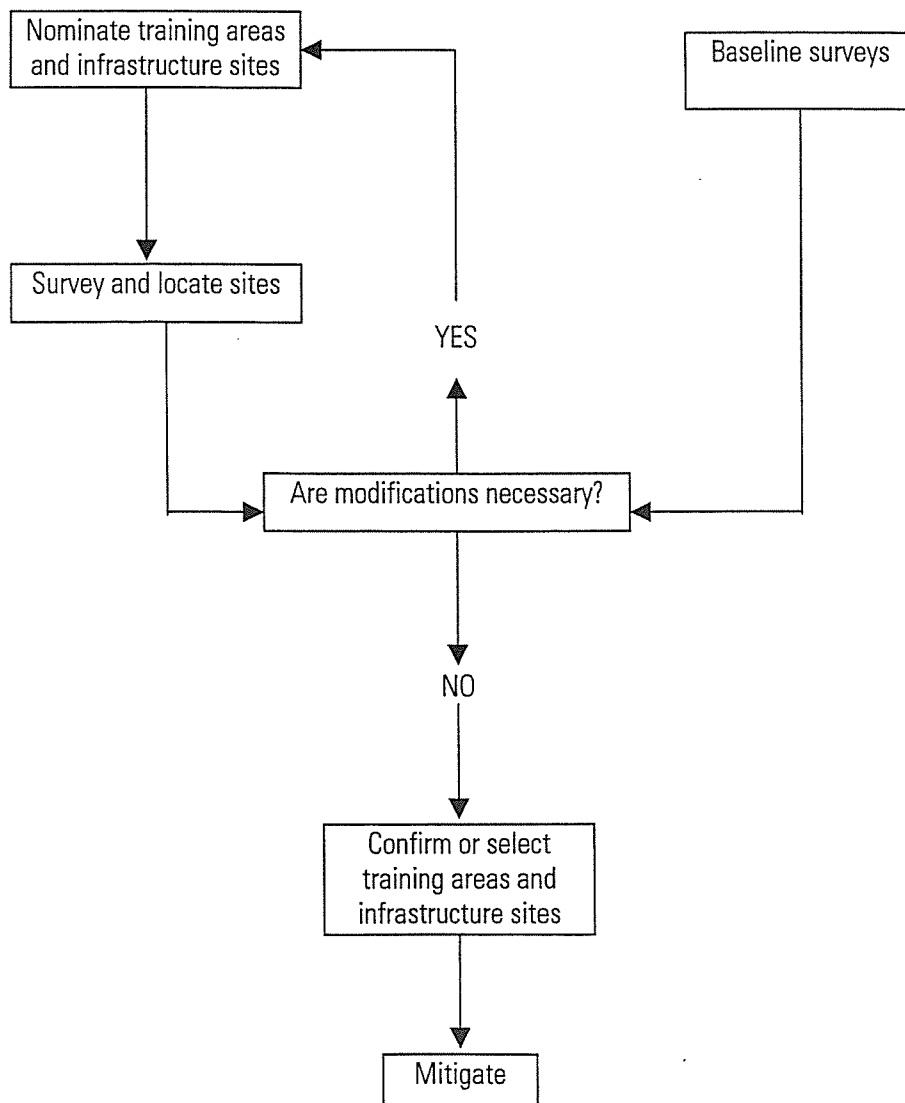 Nominate training areas
and infrastructure sites
Baseline surveys
Survey and locate sites
YES
Are modifications necessary?
NO
Confirm or select
training areas and
infrastructure sites
Mitigate